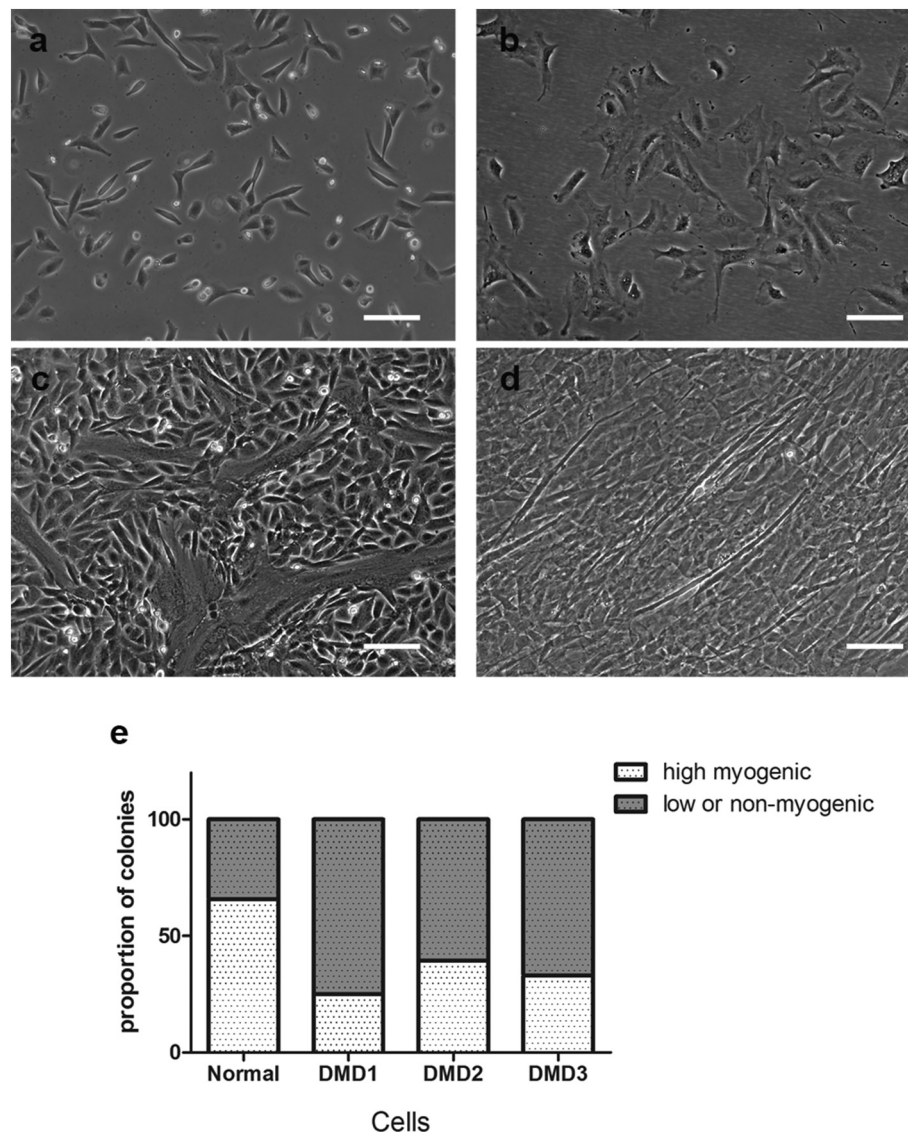 a
b
c
d
e
high myogenic
low or non-myogenic
proportion of colonies
100
50
0
Normal DMD1 DMD2 DMD3
Cells